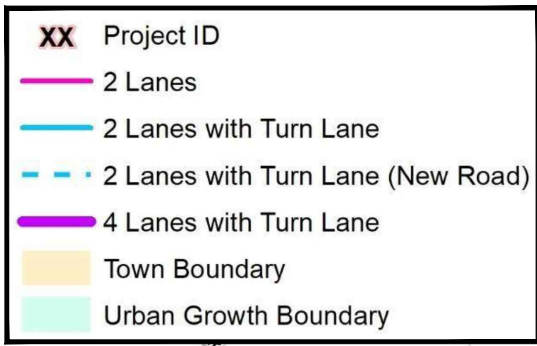 XX Project ID
2 Lanes
2 Lanes with Turn Lane
2 Lanes with Turn Lane (New Road)
4 Lanes with Turn Lane
Town Boundary
Urban Growth Boundary